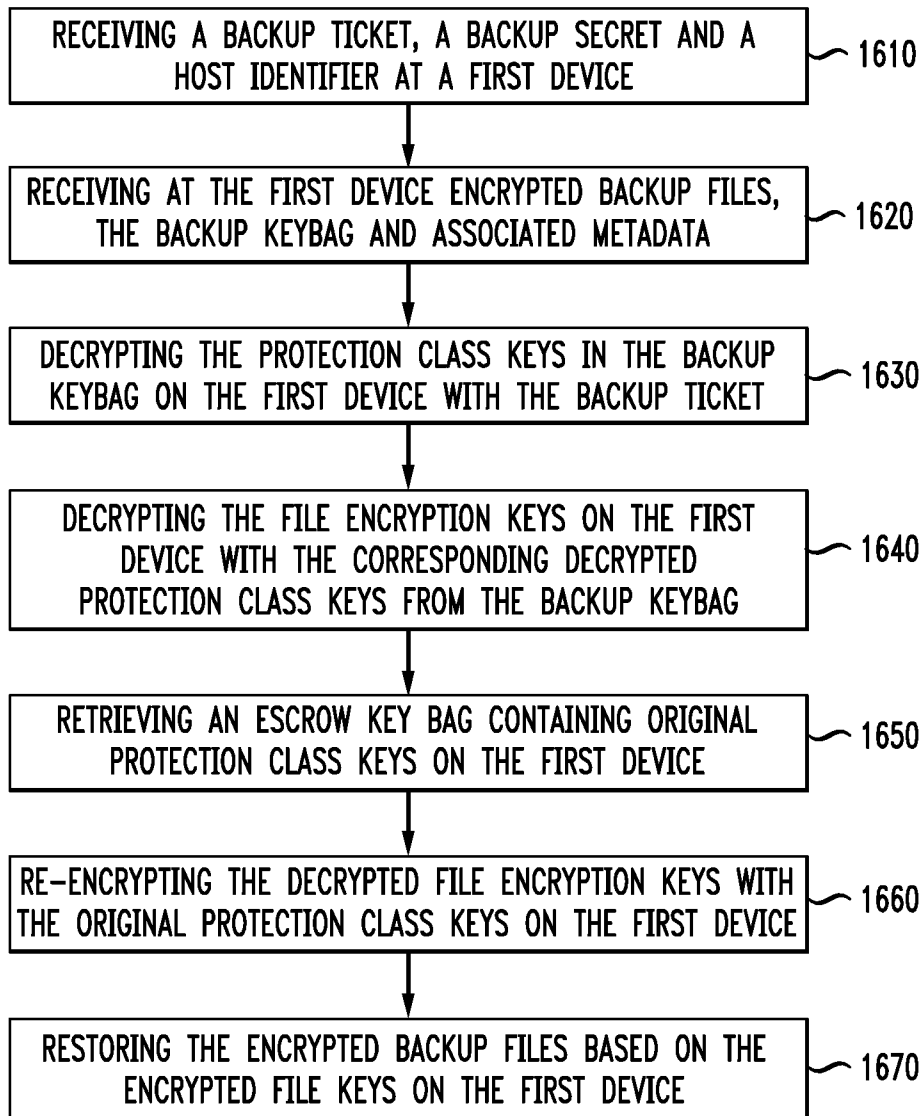 RECEIVING A BACKUP TICKET, A BACKUP SECRET AND A
HOST IDENTIFIER AT A FIRST DEVICE
1610
RECEIVING AT THE FIRST DEVICE ENCRYPTED BACKUP FILES,
THE BACKUP KEYBAG AND ASSOCIATED METADATA
1620
DECRYPTING THE PROTECTION CLASS KEYS IN THE BACKUP
KEYBAG ON THE FIRST DEVICE WITH THE BACKUP TICKET
1630
DECRYPTING THE FILE ENCRYPTION KEYS ON THE FIRST
DEVICE WITH THE CORRESPONDING DECRYPTED
PROTECTION CLASS KEYS FROM THE BACKUP KEYBAG
1640
RETRIEVING AN ESCROW KEY BAG CONTAINING ORIGINAL
PROTECTION CLASS KEYS ON THE FIRST DEVICE
1650
RE-ENCRYPTING THE DECRYPTED FILE ENCRYPTION KEYS WITH
THE ORIGINAL PROTECTION CLASS KEYS ON THE FIRST DEVICE
1660
RESTORING THE ENCRYPTED BACKUP FILES BASED ON THE
ENCRYPTED FILE KEYS ON THE FIRST DEVICE
1670